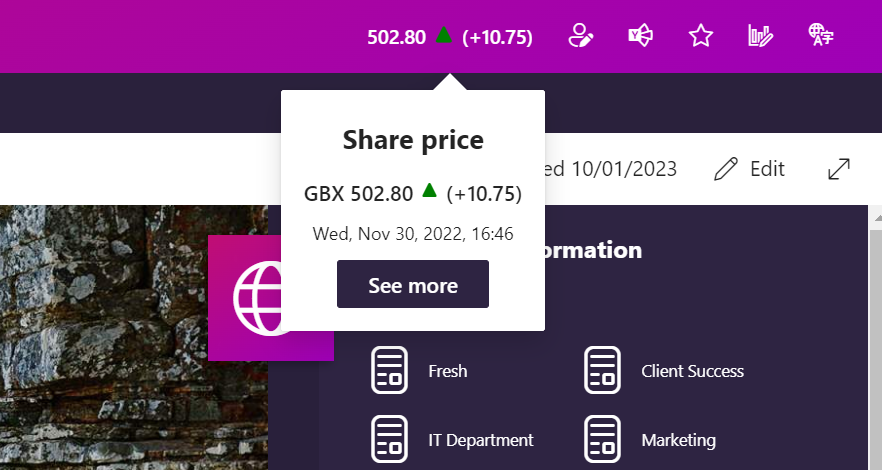 502.80 ▲ (+10.75)
Share price
GBX 502.80 ▲ (+10.75)
Wed, Nov 30, 2022, 16:46
See more
ed 10/01/2023
Edit
ormation
Fresh
Client Success
IT Department
Marketing